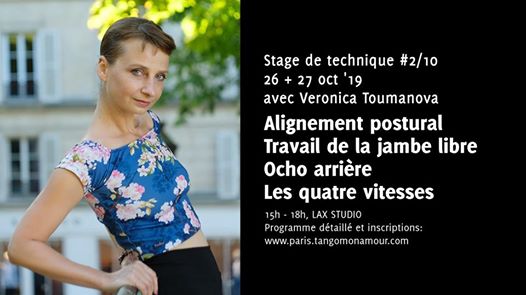 Stage de technique #2/10
26 + 27 oct '19
avec Veronica Toumanova
Alignement postural
Travail de la jambe libre
Ocho arrière
Les quatre vitesses
15h - 18h, LAX STUDIO
Programme détaillé et inscriptions:
www.paris.tangomonamour.com